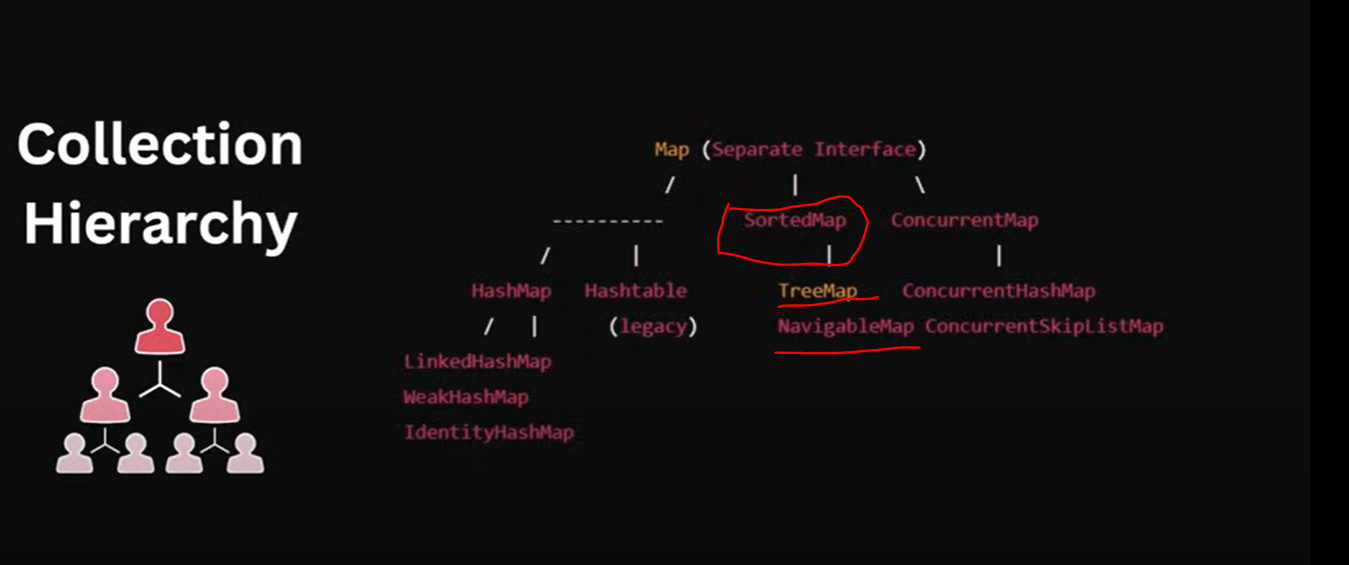 Collection
Hierarchy
Map (Separate Interface)
/ | \
---------- SortedMap ConcurrentMap
/ | | |
HashMap Hashtable TreeMap ConcurrentHashMap
/ | (legacy) NavigableMap ConcurrentSkipListMap
LinkedHashMap
WeakHashMap
IdentityHashMap